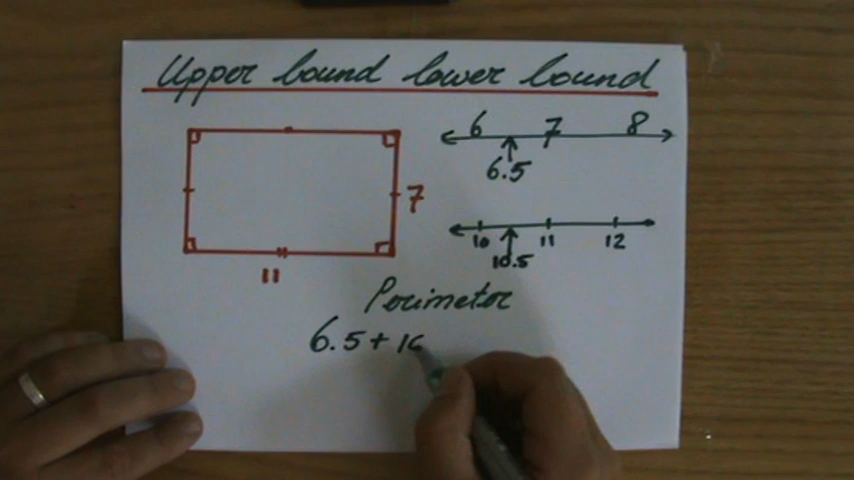 Upper bound lower bound
6 7 8
6.5
7
10 11 12
10.5
11
Perimeter
6.5 + 10